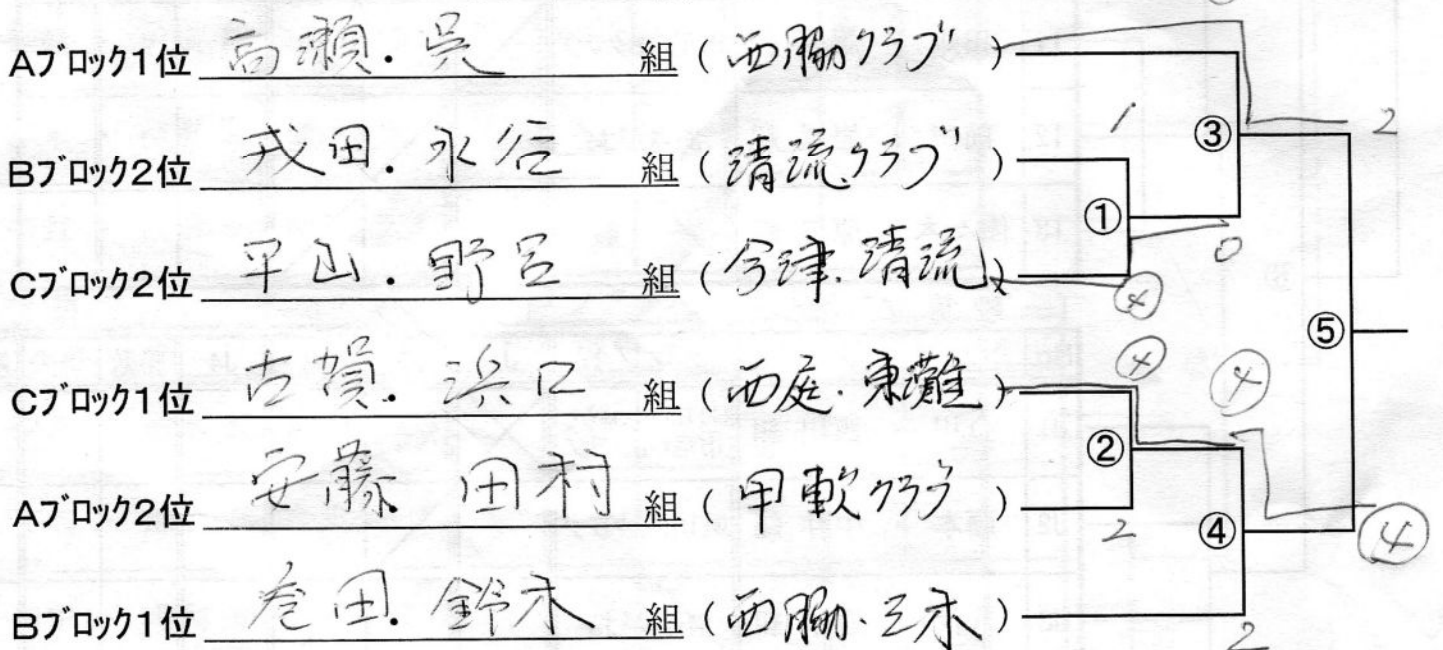 Aブロック1位 高瀬・呉 組 (西脇クラブ) 2
Bブロック2位 戎田・水谷 組 (清流クラブ) 1 ③
① 0
Cブロック2位 平山・野呂 組 (今津・清流) ④
⑤
Cブロック1位 古賀・浜口 組 (西庭・東灘) ④ ④
②
Aブロック2位 安藤 田村 組 (甲軟クラブ) 2 ④ ④
Bブロック1位 田・鈴木 組 (西脇・三木) 2